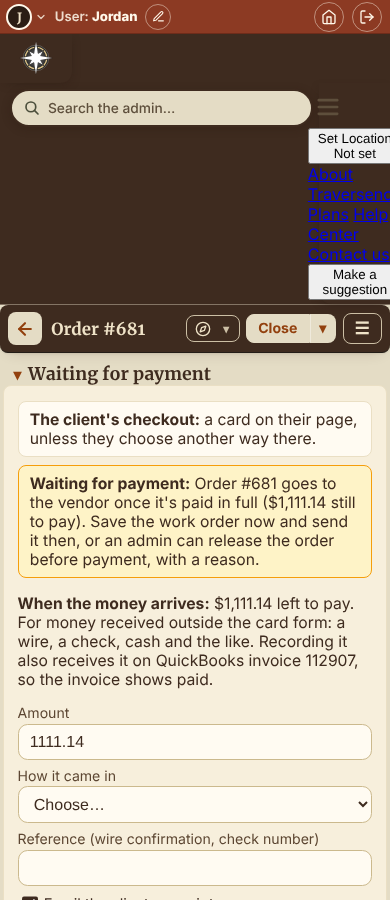 J
User: Jordan
Search the admin...
Set Location
Not set
About
Plans Help
Center
Contact us
Make a
suggestion
Order #681
Close
Waiting for payment
The client's checkout: a card on their page,
unless they choose another way there.
Waiting for payment: Order #681 goes to
the vendor once it's paid in full ($1,111.14 still
to pay). Save the work order now and send
it then, or an admin can release the order
before payment, with a reason.
When the money arrives: $1,111.14 left to pay.
For money received outside the card form: a
wire, a check, cash and the like. Recording it
also receives it on QuickBooks invoice 112907,
so the invoice shows paid.
Amount
1111.14
How it came in
Choose...
Reference (wire confirmation, check number)